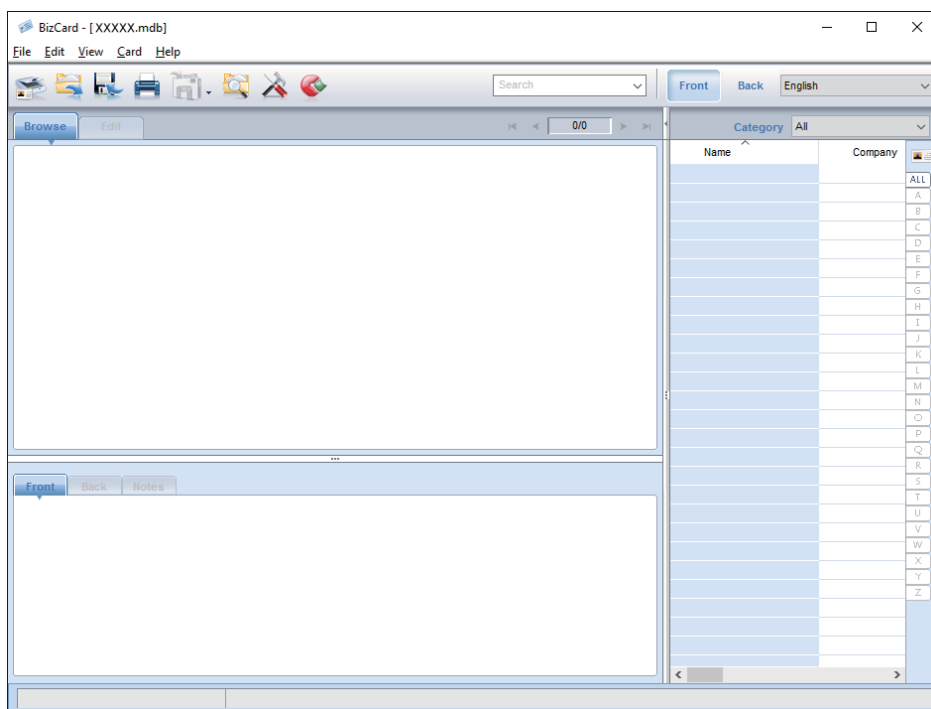 BizCard - [XXXXX.mdb]
File Edit View Card Help
Search Front Back English
Browse Edit 0/0 Category All
Name Company
ALL
A
B
C
D
E
F
G
H
I
J
K
L
M
N
O
P
Q
R
S
T
U
V
W
X
Y
Z
Front Back Notes